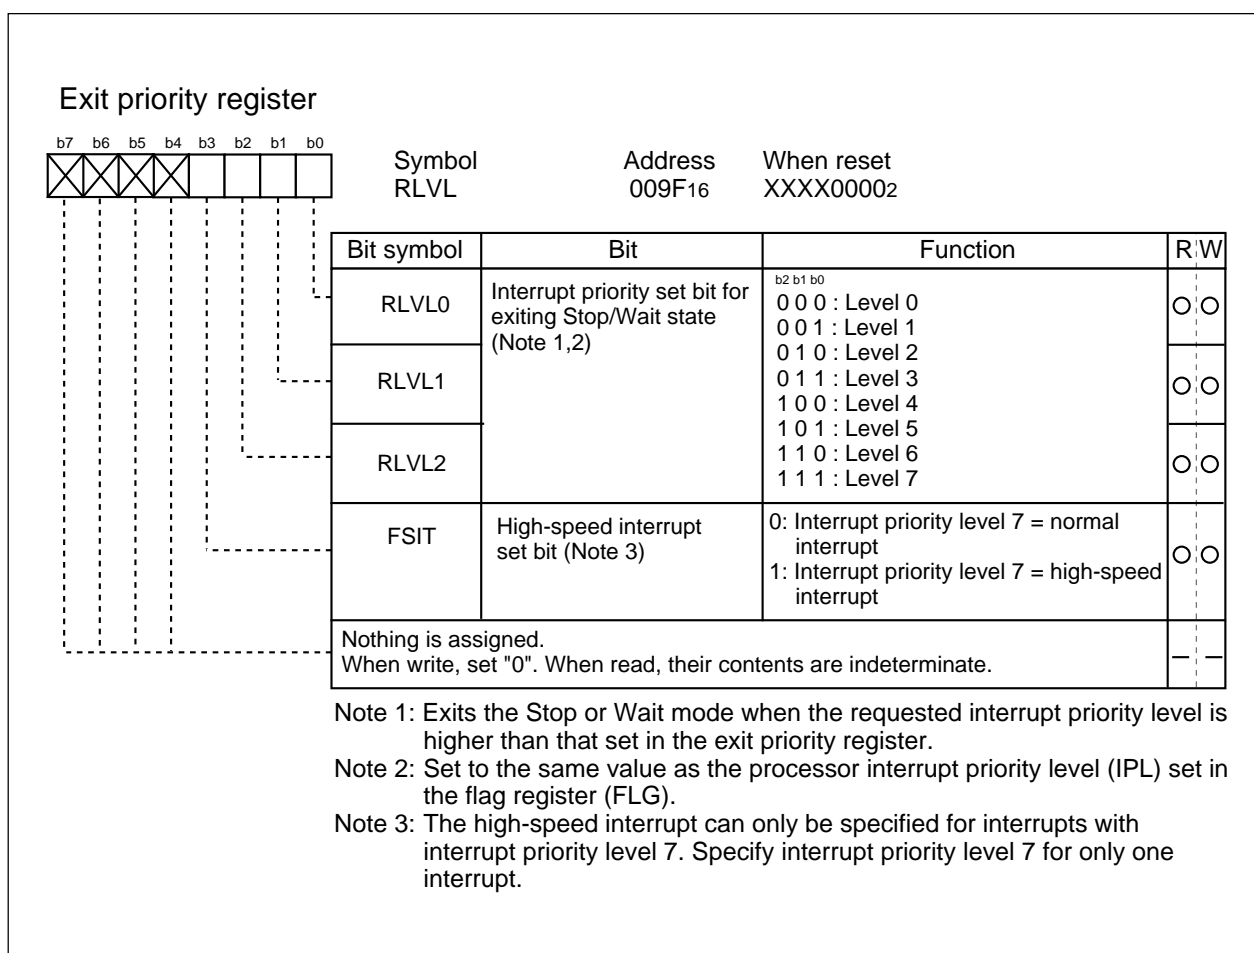 Exit priority register
b7 b6 b5 b4 b3 b2 b1 b0
Symbol Address When reset
RLVL 009F16 XXXX00002
Bit symbol Bit Function R W
RLVL0
Interrupt priority set bit for
exiting Stop/Wait state
(Note 1,2)
b2 b1 b0
0 0 0 : Level 0
0 0 1 : Level 1
0 1 0 : Level 2
0 1 1 : Level 3
1 0 0 : Level 4
1 0 1 : Level 5
1 1 0 : Level 6
1 1 1 : Level 7
RLVL1
RLVL2
FSIT
High-speed interrupt
set bit (Note 3)
0: Interrupt priority level 7 = normal
interrupt
1: Interrupt priority level 7 = high-speed
interrupt
Nothing is assigned.
When write, set "0". When read, their contents are indeterminate.
Note 1: Exits the Stop or Wait mode when the requested interrupt priority level is
higher than that set in the exit priority register.
Note 2: Set to the same value as the processor interrupt priority level (IPL) set in
the flag register (FLG).
Note 3: The high-speed interrupt can only be specified for interrupts with
interrupt priority level 7. Specify interrupt priority level 7 for only one
interrupt.